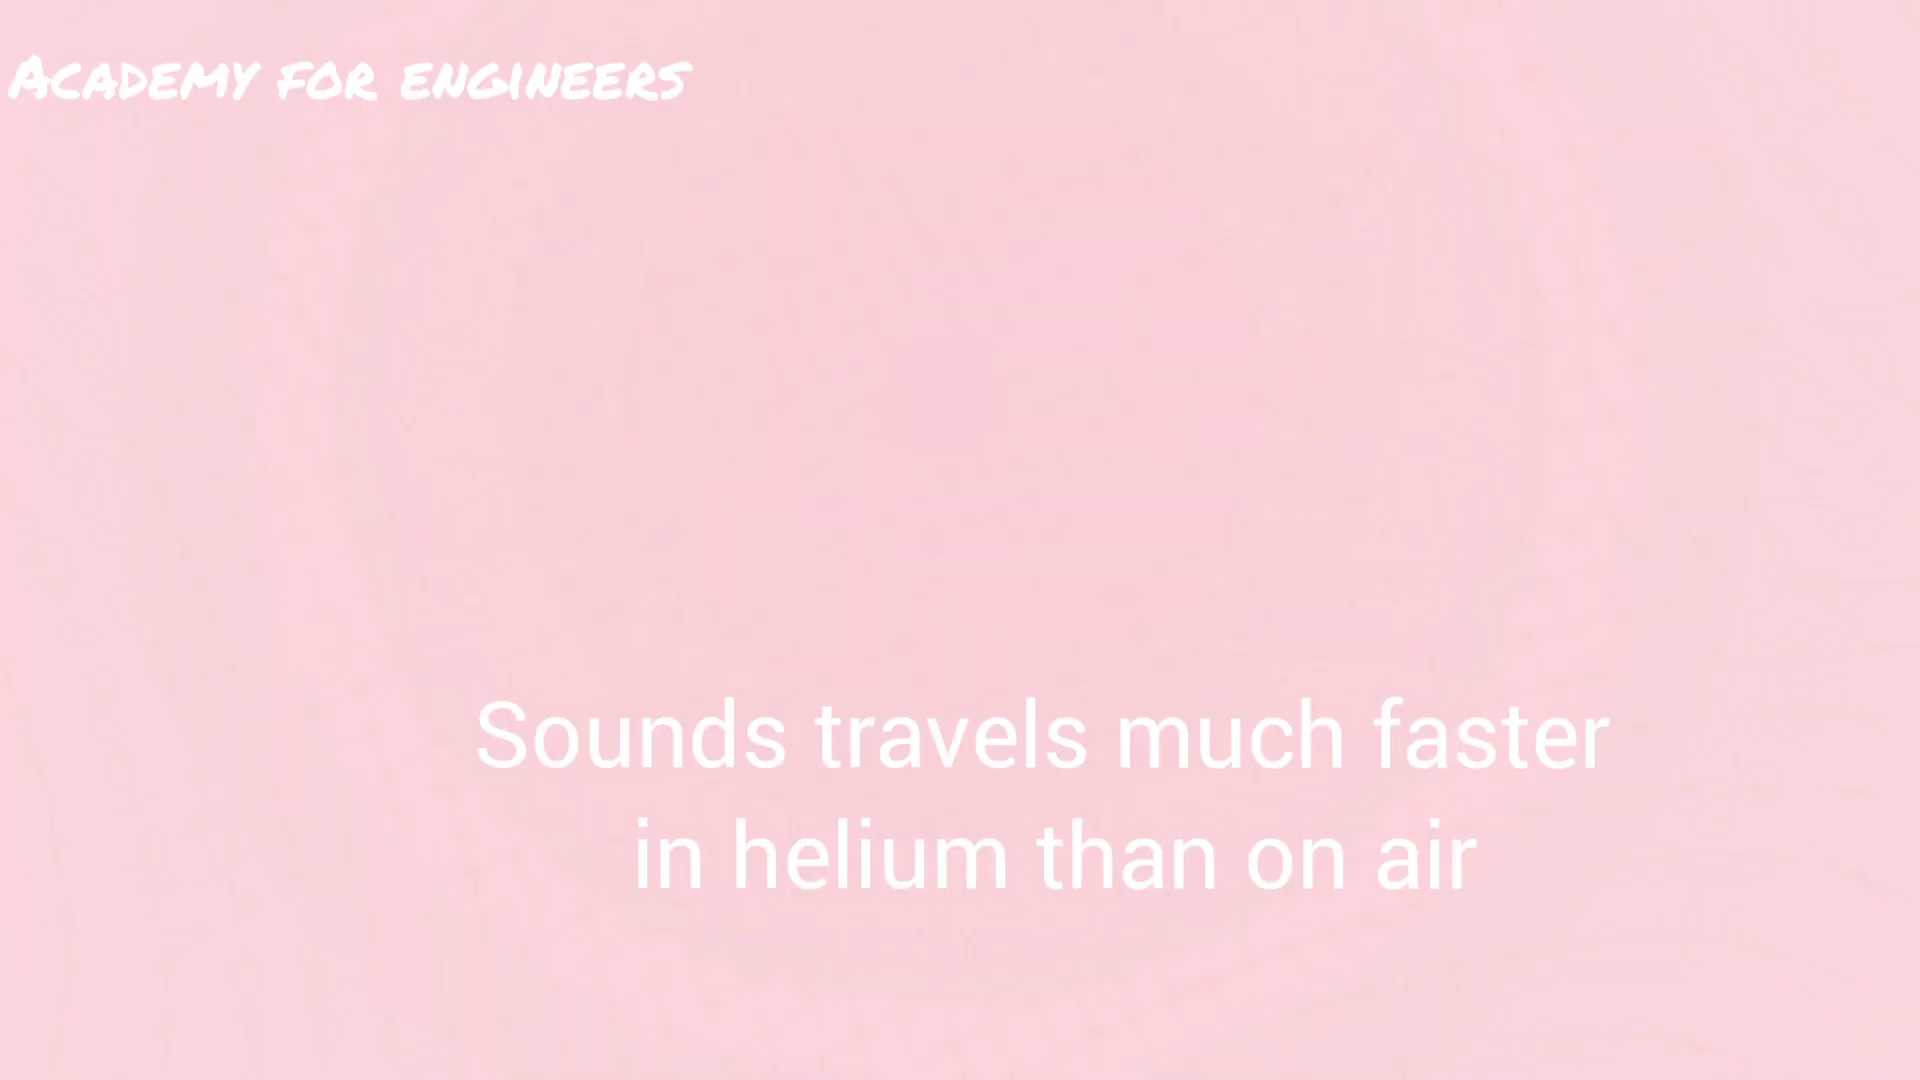 Academy for engineers
Sounds travels much faster
in helium than on air